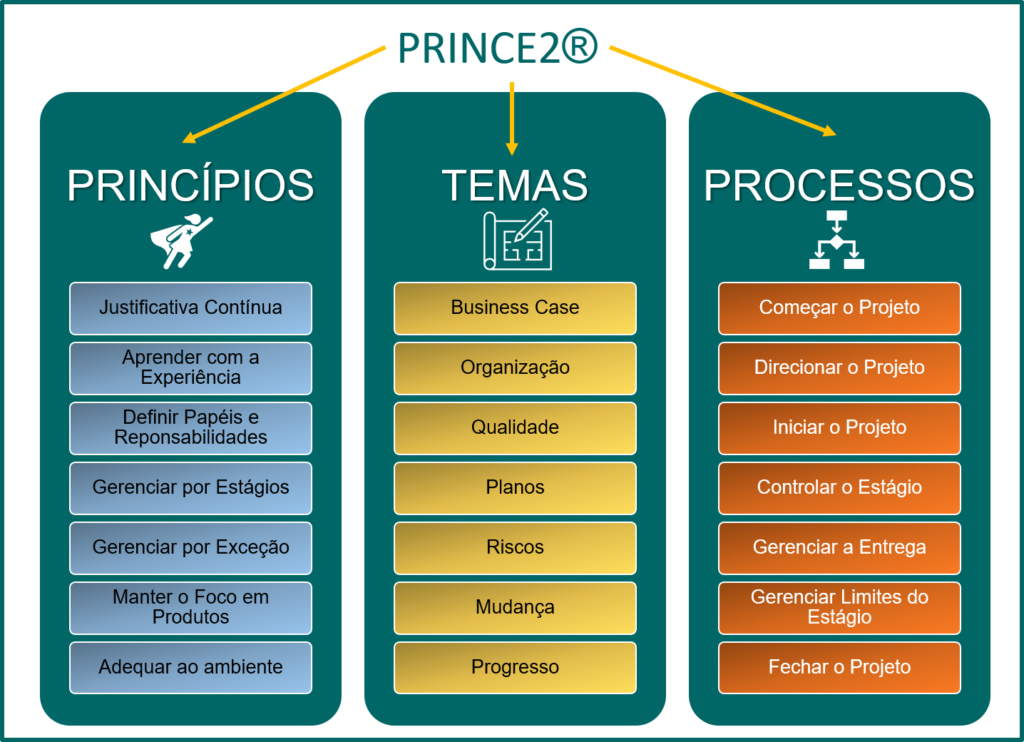 PRINCE2®
PRINCÍPIOS
Justificativa Contínua
Aprender com a
Experiência
Definir Papéis e
Reponsabilidades
Gerenciar por Estágios
Gerenciar por Exceção
Manter o Foco em
Produtos
Adequar ao ambiente
TEMAS
Business Case
Organização
Qualidade
Planos
Riscos
Mudança
Progresso
PROCESSOS
Começar o Projeto
Direcionar o Projeto
Iniciar o Projeto
Controlar o Estágio
Gerenciar a Entrega
Gerenciar Limites do
Estágio
Fechar o Projeto